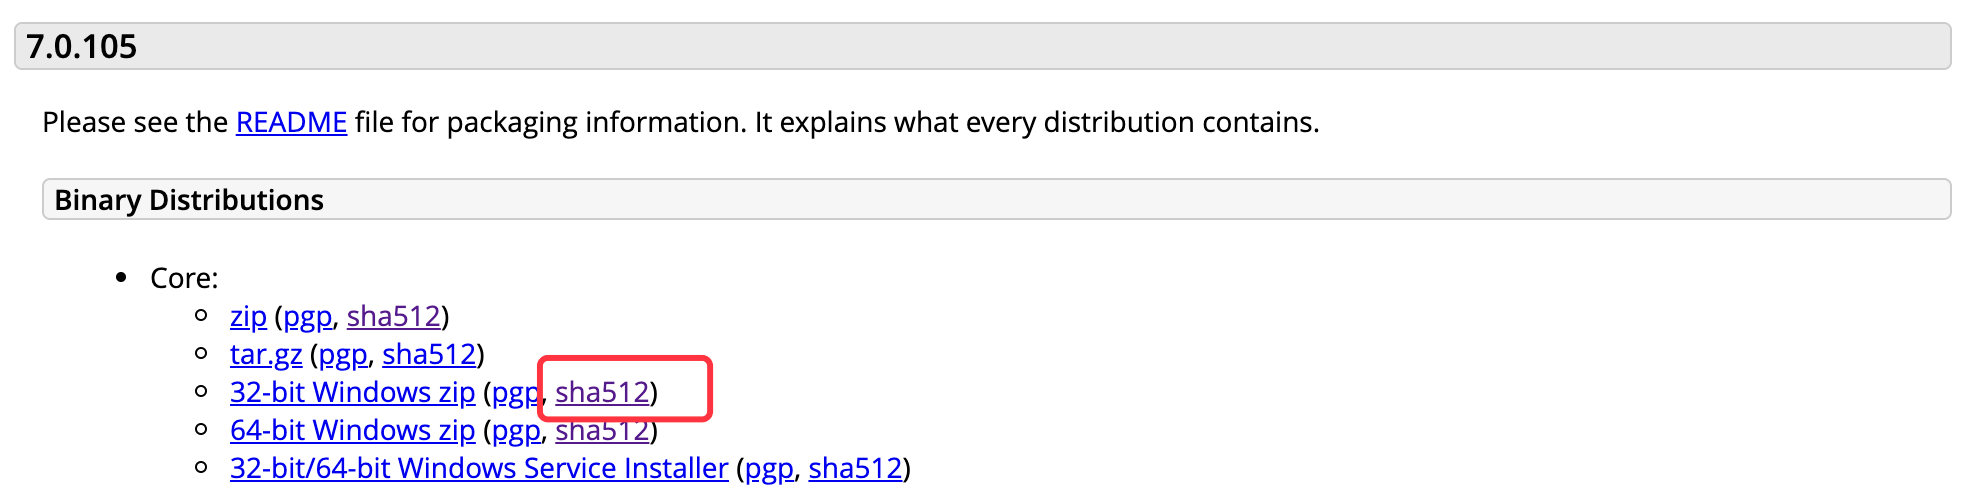 7.0.105
Please see the README file for packaging information. It explains what every distribution contains.
Binary Distributions
• Core:
○ zip (pgp, sha512)
○ tar.gz (pgp, sha512)
○ 32-bit Windows zip (pgp, sha512)
○ 64-bit Windows zip (pgp, sha512)
○ 32-bit/64-bit Windows Service Installer (pgp, sha512)